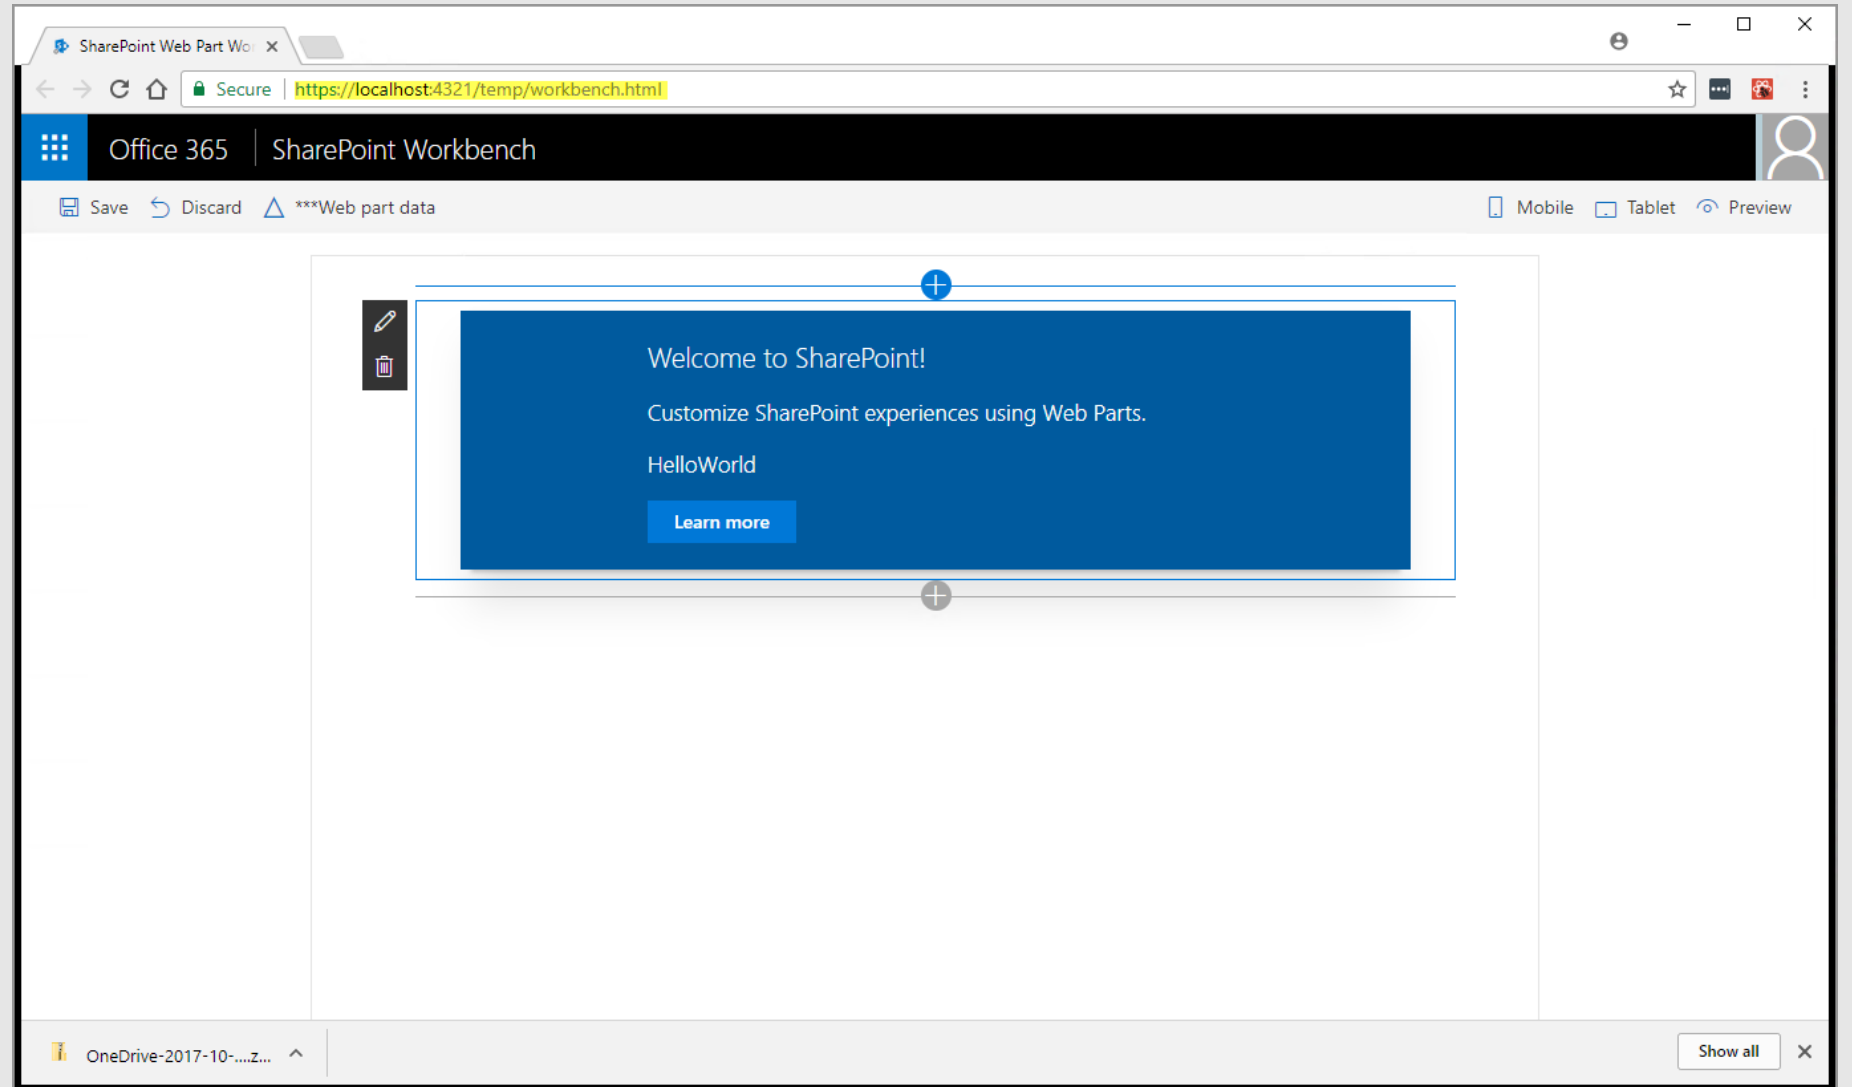 SharePoint Web Part Wor
Secure https://localhost:4321/temp/workbench.html
Office 365 SharePoint Workbench
Save Discard ***Web part data Mobile Tablet Preview
Welcome to SharePoint!
Customize SharePoint experiences using Web Parts.
HelloWorld
Learn more
OneDrive-2017-10-....z... Show all